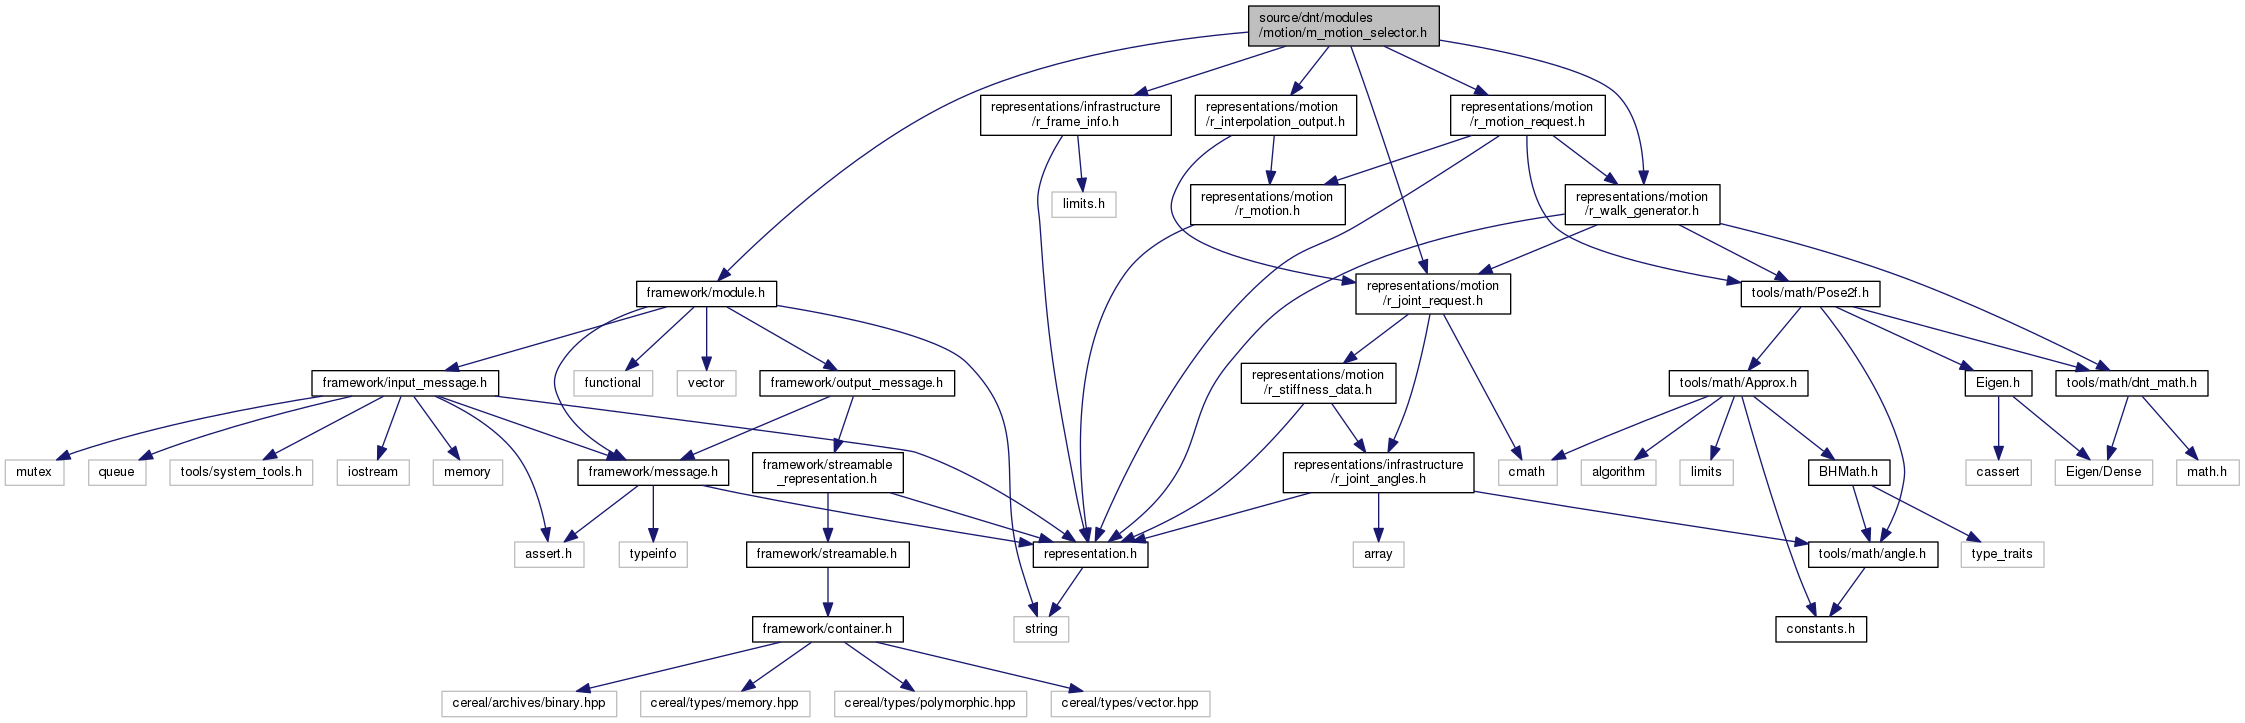 source/dnt/modules
/motion/m_motion_selector.h
representations/infrastructure
/r_frame_info.h
representations/motion
/r_interpolation_output.h
representations/motion
/r_motion_request.h
limits.h
representations/motion
/r_motion.h
representations/motion
/r_walk_generator.h
framework/module.h
representations/motion
/r_joint_request.h
tools/math/Pose2f.h
framework/input_message.h
functional
vector
framework/output_message.h
representations/motion
/r_stiffness_data.h
tools/math/Approx.h
Eigen.h
tools/math/dnt_math.h
mutex
queue
tools/system_tools.h
iostream
memory
framework/message.h
framework/streamable
_representation.h
representations/infrastructure
/r_joint_angles.h
cmath
algorithm
limits
BHMath.h
cassert
Eigen/Dense
math.h
assert.h
typeinfo
framework/streamable.h
representation.h
array
tools/math/angle.h
type_traits
framework/container.h
string
constants.h
cereal/archives/binary.hpp
cereal/types/memory.hpp
cereal/types/polymorphic.hpp
cereal/types/vector.hpp